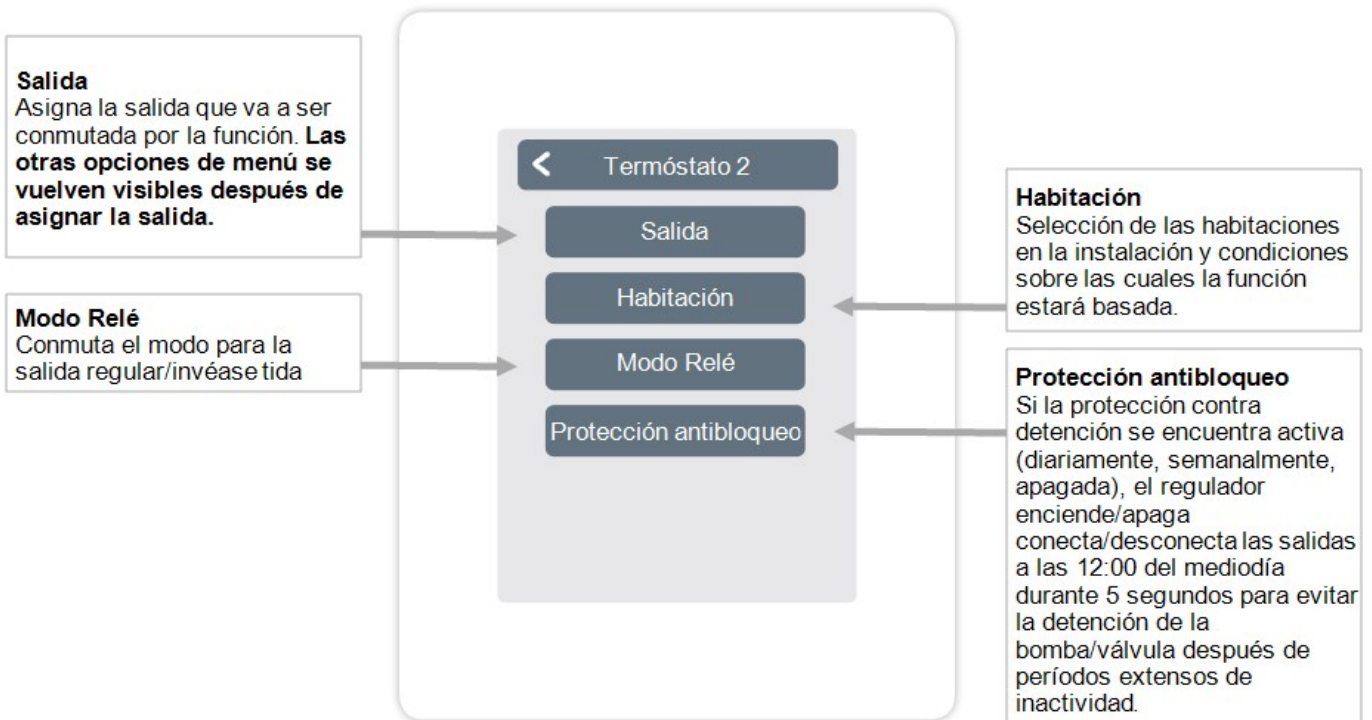 Salida
Asigna la salida que va a ser
conmutada por la función. Las
otras opciones de menú se
vuelven visibles después de
asignar la salida.
Modo Relé
Conmuta el modo para la
salida regular/invéase tida
Termóstato 2
Salida
Habitación
Modo Relé
Protección antibloqueo
Habitación
Selección de las habitaciones
en la instalación y condiciones
sobre las cuales la función
estará basada.
Protección antibloqueo
Si la protección contra
detención se encuentra activa
(diariamente, semanalmente,
apagada), el regulador
enciende/apaga
conecta/desconecta las salidas
a las 12:00 del mediodía
durante 5 segundos para evitar
la detención de la
bomba/válvula después de
períodos extensos de
inactividad.